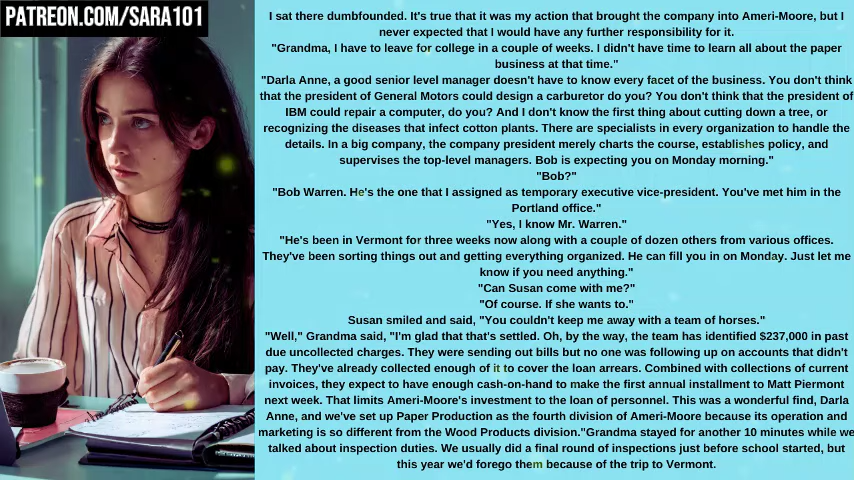 PATREON.COM/SARA101
I sat there dumbfounded. It's true that it was my action that brought the company into Ameri-Moore, but I
never expected that I would have any further responsibility for it.
"Grandma, I have to leave for college in a couple of weeks. I didn't have time to learn all about the paper
business at that time."
"Darla Anne, a good senior level manager doesn't have to know every facet of the business. You don't think
that the president of General Motors could design a carburetor do you? You don't think that the president of
IBM could repair a computer, do you? And I don't know the first thing about cutting down a tree, or
recognizing the diseases that infect cotton plants. There are specialists in every organization to handle the
details. In a big company, the company president merely charts the course, establishes policy, and
supervises the top-level managers. Bob is expecting you on Monday morning."
"Bob?"
"Bob Warren. He's the one that I assigned as temporary executive vice-president. You've met him in the
Portland office."
"Yes, I know Mr. Warren."
"He's been in Vermont for three weeks now along with a couple of dozen others from various offices.
They've been sorting things out and getting everything organized. He can fill you in on Monday. Just let me
know if you need anything."
"Can Susan come with me?"
"Of course. If she wants to."
Susan smiled and said, "You couldn't keep me away with a team of horses."
"Well," Grandma said, "I'm glad that that's settled. Oh, by the way, the team has identified $237,000 in past
due uncollected charges. They were sending out bills but no one was following up on accounts that didn't
pay. They've already collected enough of it to cover the loan arrears. Combined with collections of current
invoices, they expect to have enough cash-on-hand to make the first annual installment to Matt Piermont
next week. That limits Ameri-Moore's investment to the loan of personnel. This was a wonderful find, Darla
Anne, and we've set up Paper Production as the fourth division of Ameri-Moore because its operation and
marketing is so different from the Wood Products division."Grandma stayed for another 10 minutes while we
talked about inspection duties. We usually did a final round of inspections just before school started, but
this year we'd forego them because of the trip to Vermont.